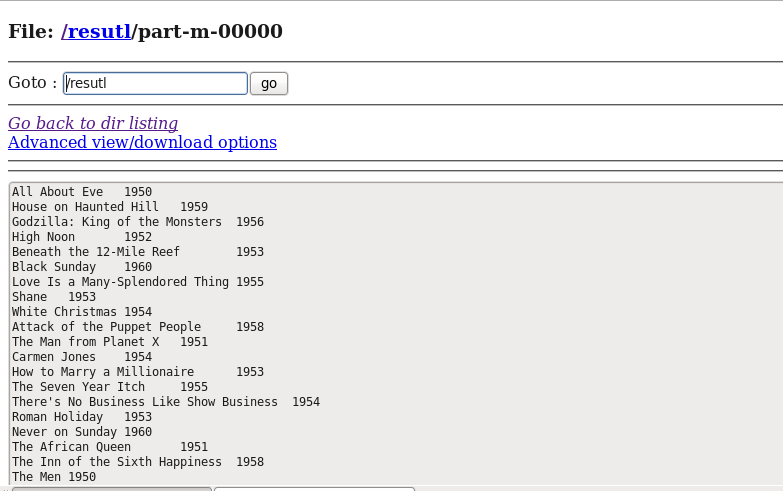 File: /resutl/part-m-00000
Goto : /resutl go
Go back to dir listing
Advanced view/download options
All About Eve 1950
House on Haunted Hill 1959
Godzilla: King of the Monsters 1956
High Noon 1952
Beneath the 12-Mile Reef 1953
Black Sunday 1960
Love Is a Many-Splendored Thing 1955
Shane 1953
White Christmas 1954
Attack of the Puppet People 1958
The Man from Planet X 1951
Carmen Jones 1954
How to Marry a Millionaire 1953
The Seven Year Itch 1955
There's No Business Like Show Business 1954
Roman Holiday 1953
Never on Sunday 1960
The African Queen 1951
The Inn of the Sixth Happiness 1958
The Men 1950